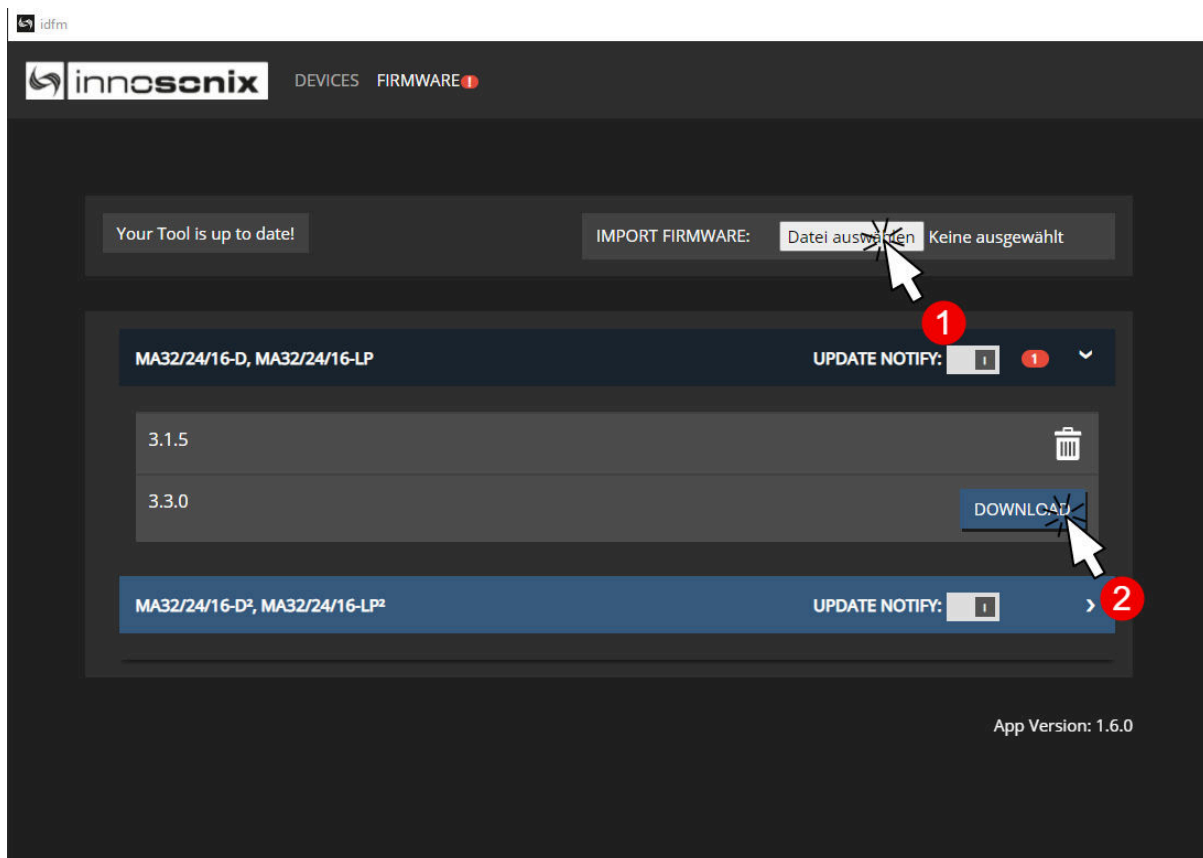 idfm
innosonix DEVICES FIRMWARE !
Your Tool is up to date! IMPORT FIRMWARE: Datei auswählen Keine ausgewählt
1
MA32/24/16-D, MA32/24/16-LP UPDATE NOTIFY: I 1
3.1.5
3.3.0 DOWNLOAD
MA32/24/16-D², MA32/24/16-LP² UPDATE NOTIFY: I 2
App Version: 1.6.0